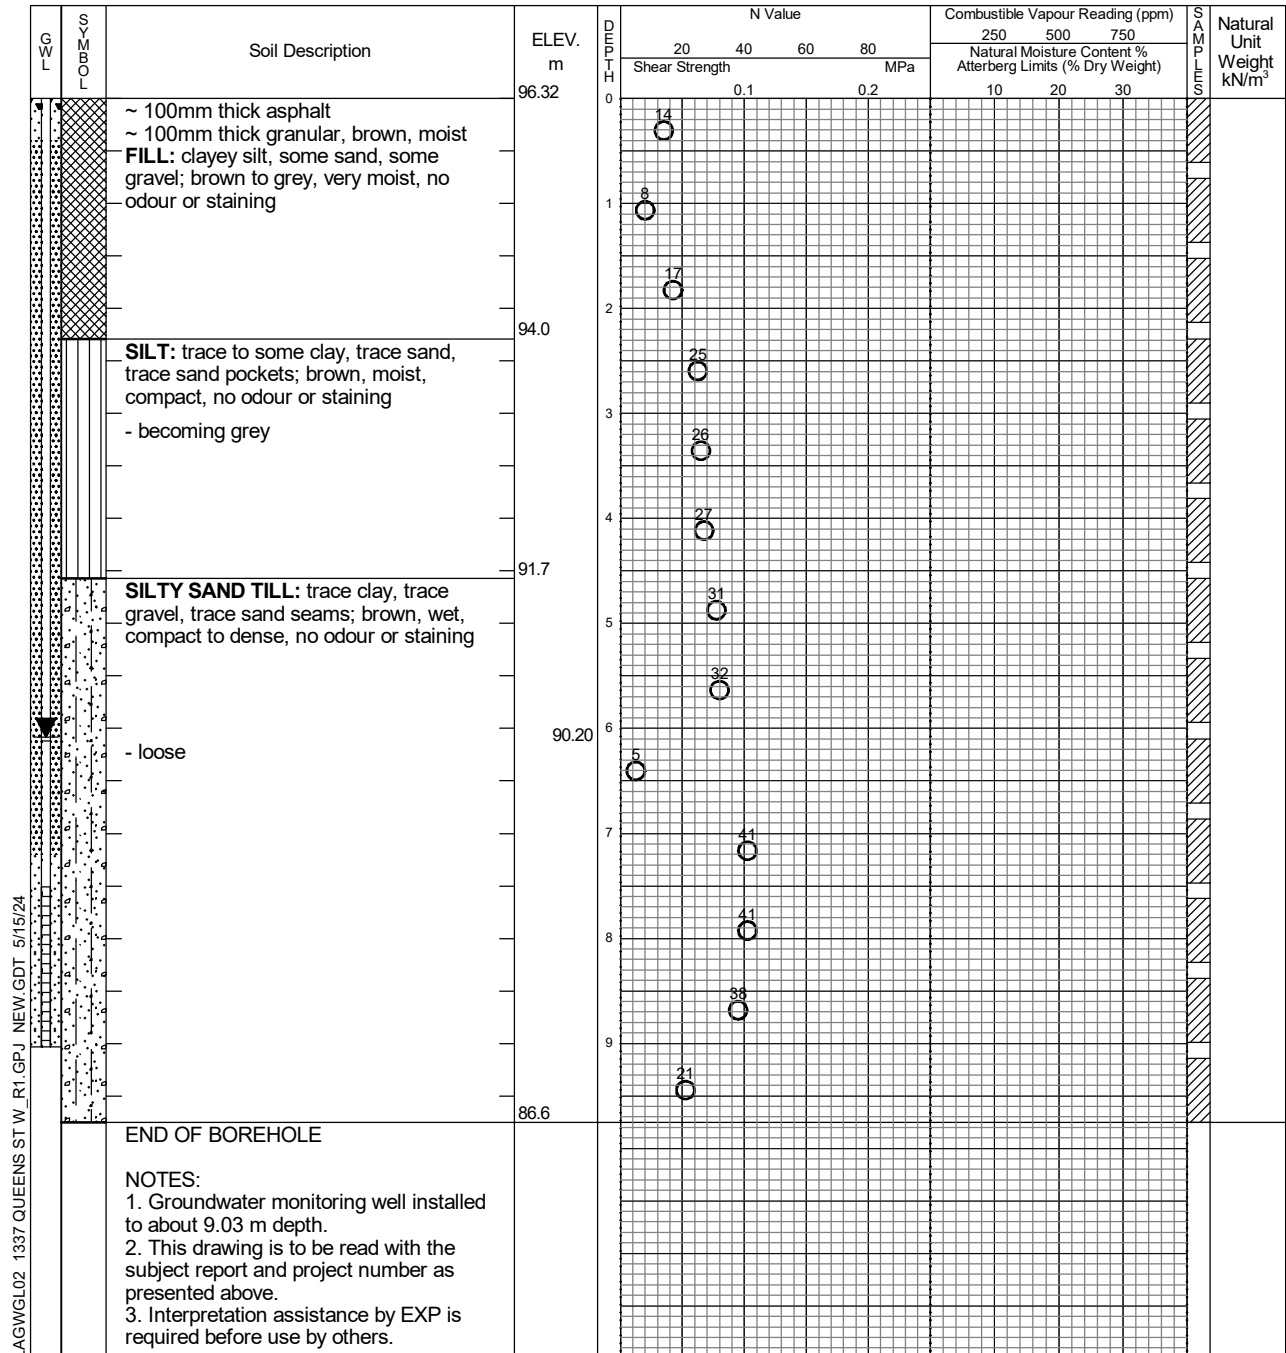 GWL
SYMBOL
Soil Description
ELEV.
m
DEPTH
N Value
20 40 60 80
Shear Strength MPa
0.1 0.2
Combustible Vapour Reading (ppm)
250 500 750
Natural Moisture Content %
Atterberg Limits (% Dry Weight)
10 20 30
SAMPLES
Natural
Unit
Weight
kN/m³
96.32
0
~ 100mm thick asphalt
~ 100mm thick granular, brown, moist
FILL: clayey silt, some sand, some
gravel; brown to grey, very moist, no
odour or staining
14
8
1
17
2
94.0
SILT: trace to some clay, trace sand,
trace sand pockets; brown, moist,
compact, no odour or staining
25
3
- becoming grey
26
4
27
91.7
SILTY SAND TILL: trace clay, trace
gravel, trace sand seams; brown, wet,
compact to dense, no odour or staining
31
5
32
6
90.20
- loose
5
7
41
41
8
38
9
21
86.6
END OF BOREHOLE
NOTES:
1. Groundwater monitoring well installed
to about 9.03 m depth.
2. This drawing is to be read with the
subject report and project number as
presented above.
3. Interpretation assistance by EXP is
required before use by others.
AGWGL02 1337 QUEENS ST W_R1.GPJ NEW.GDT 5/15/24